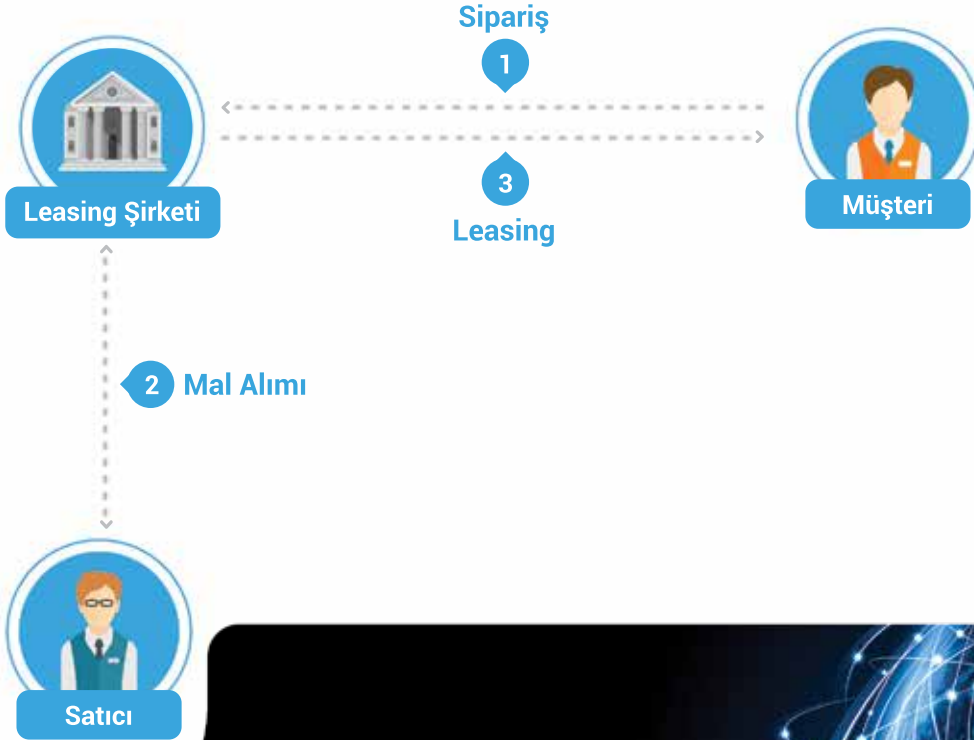 Sipariş
1
Leasing Şirketi
3
Leasing
Müşteri
2 Mal Alımı
Satıcı